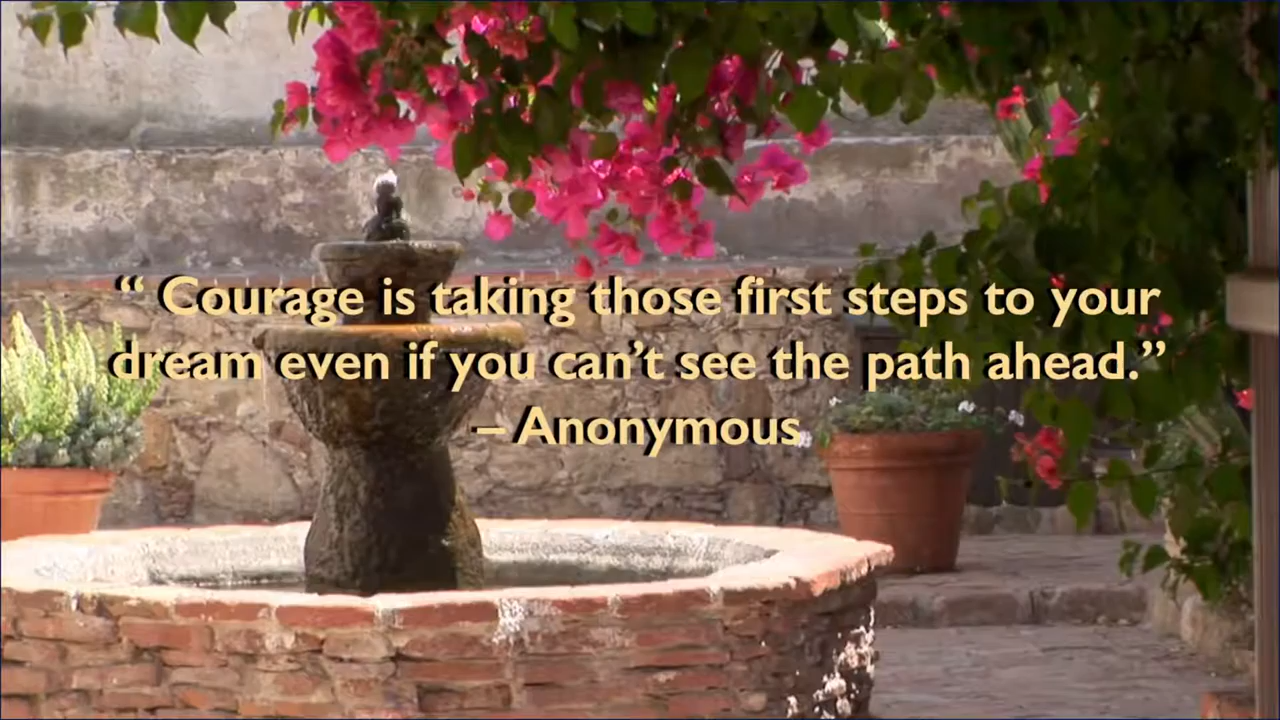 “ Courage is taking those first steps to your
dream even if you can’t see the path ahead.”
– Anonymous